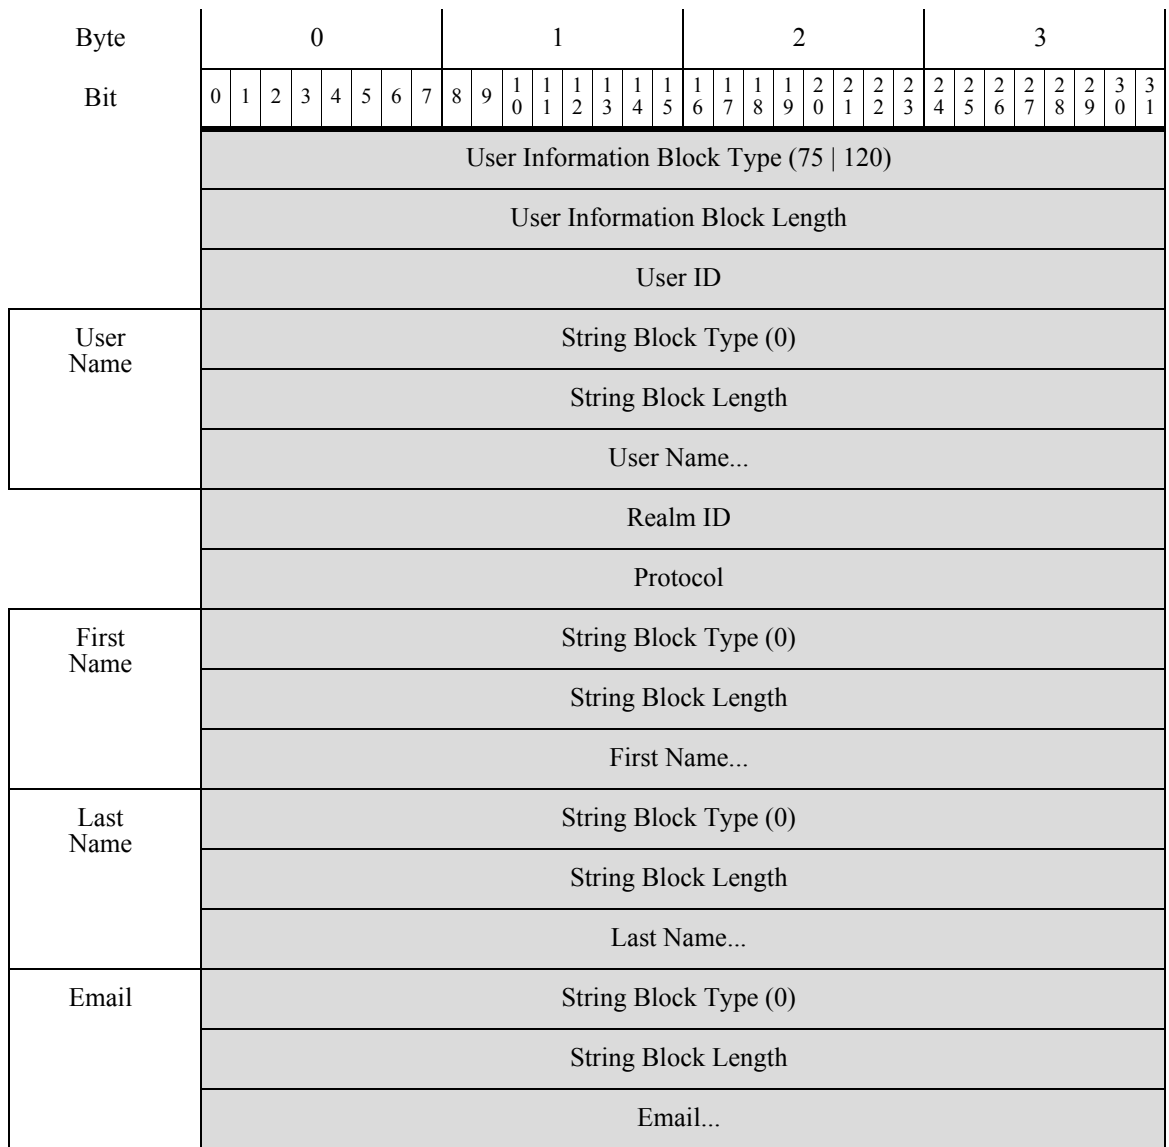 Byte 0 1 2 3
Bit 0 1 2 3 4 5 6 7 8 9 10 11 12 13 14 15 16 17 18 19 20 21 22 23 24 25 26 27 28 29 30 31
User Information Block Type (75 | 120)
User Information Block Length
User ID
User Name
String Block Type (0)
String Block Length
User Name...
Realm ID
Protocol
First Name
String Block Type (0)
String Block Length
First Name...
Last Name
String Block Type (0)
String Block Length
Last Name...
Email
String Block Type (0)
String Block Length
Email...